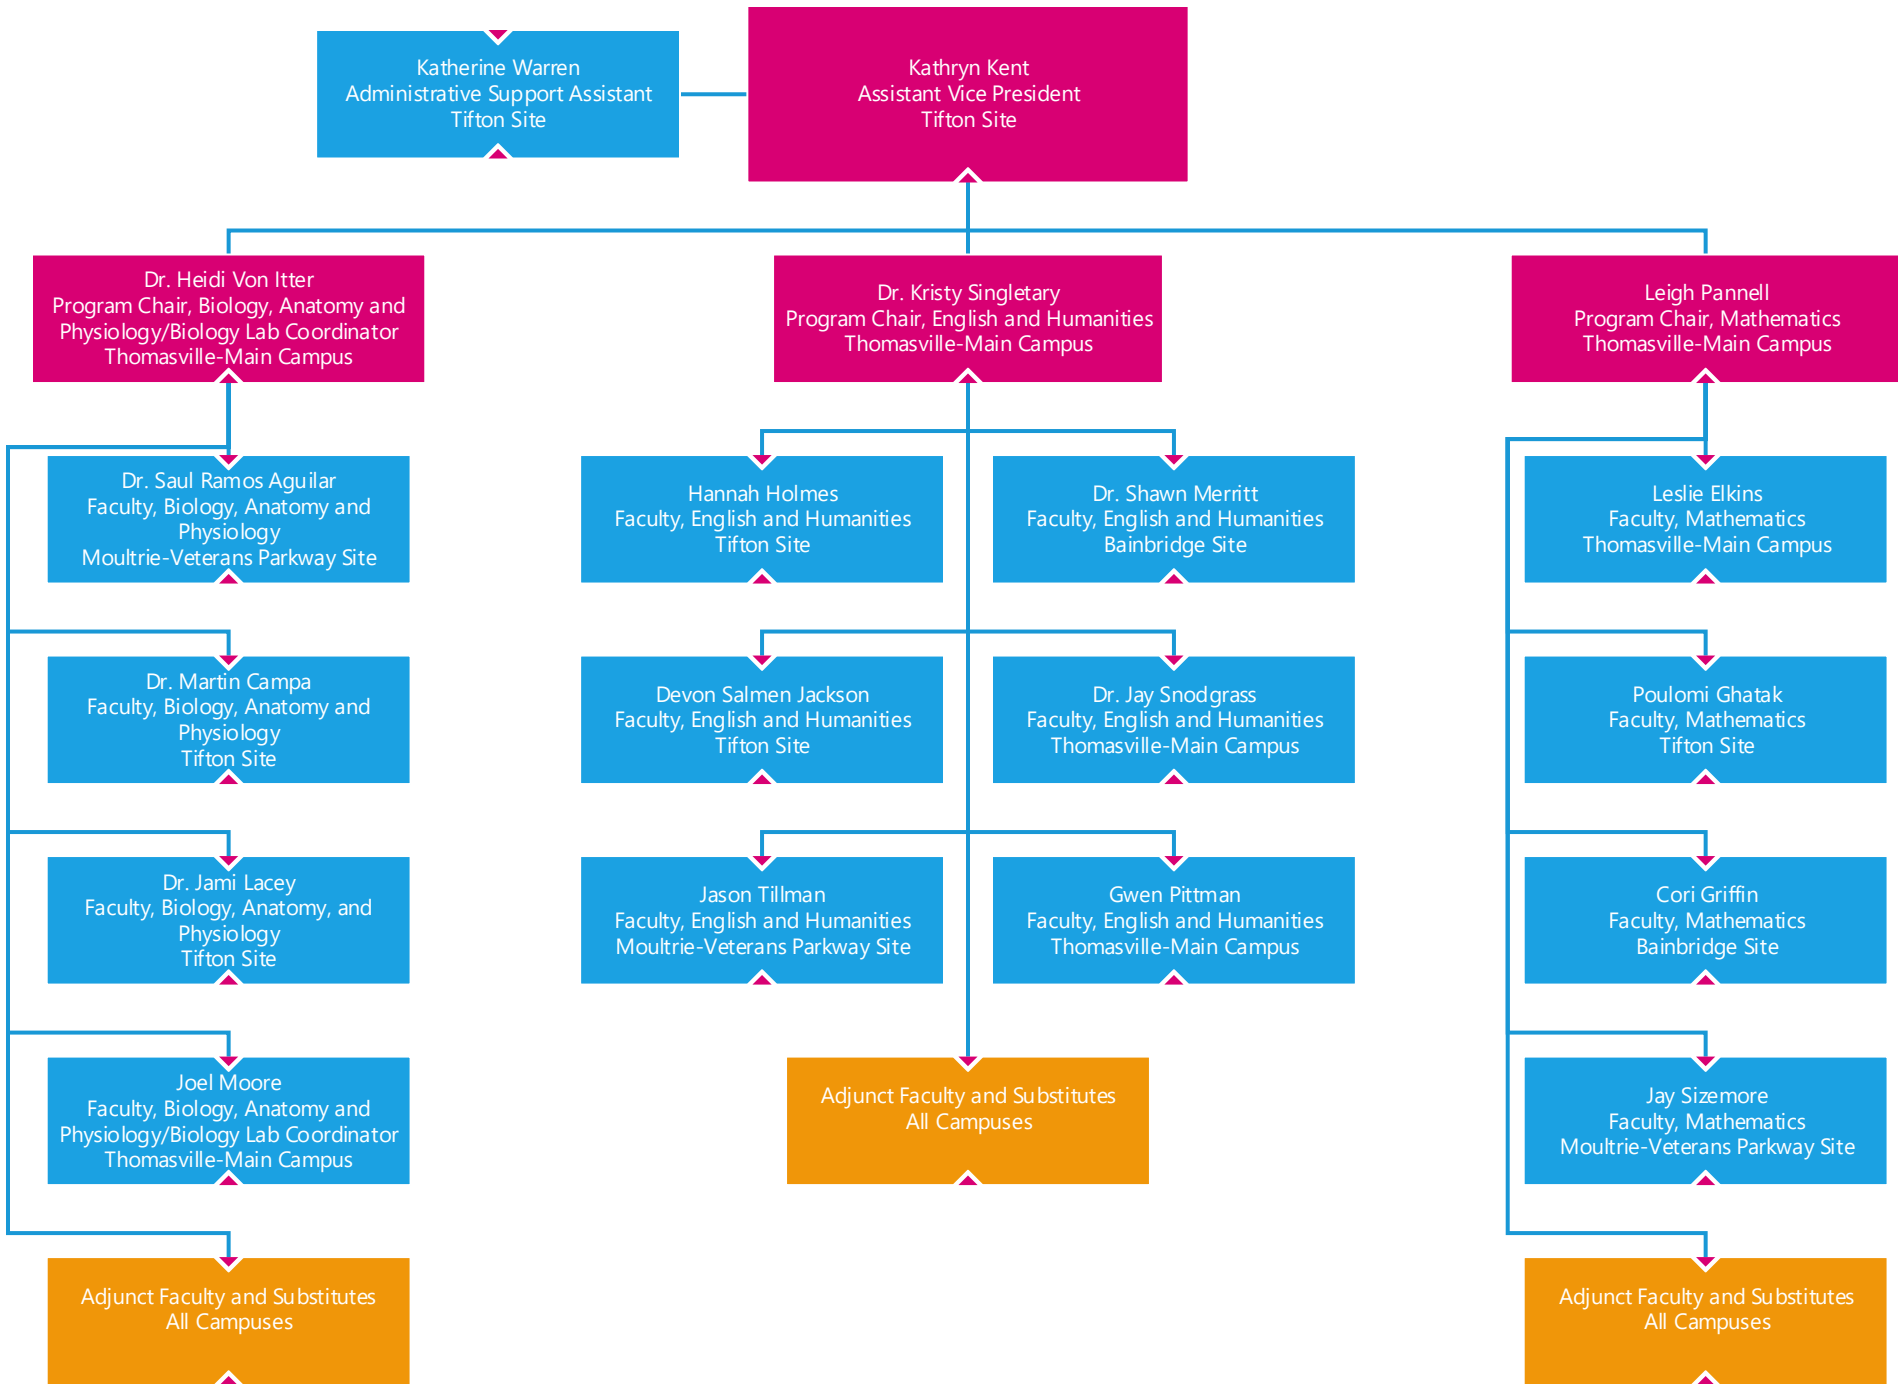 Katherine Warren
Administrative Support Assistant
Tifton Site
Kathryn Kent
Assistant Vice President
Tifton Site
Dr. Heidi Von Itter
Program Chair, Biology, Anatomy and
Physiology/Biology Lab Coordinator
Thomasville-Main Campus
Dr. Kristy Singletary
Program Chair, English and Humanities
Thomasville-Main Campus
Leigh Pannell
Program Chair, Mathematics
Thomasville-Main Campus
Dr. Saul Ramos Aguilar
Faculty, Biology, Anatomy and
Physiology
Moultrie-Veterans Parkway Site
Hannah Holmes
Faculty, English and Humanities
Tifton Site
Dr. Shawn Merritt
Faculty, English and Humanities
Bainbridge Site
Leslie Elkins
Faculty, Mathematics
Thomasville-Main Campus
Dr. Martin Campa
Faculty, Biology, Anatomy and
Physiology
Tifton Site
Devon Salmen Jackson
Faculty, English and Humanities
Tifton Site
Dr. Jay Snodgrass
Faculty, English and Humanities
Thomasville-Main Campus
Poulomi Ghatak
Faculty, Mathematics
Tifton Site
Dr. Jami Lacey
Faculty, Biology, Anatomy, and
Physiology
Tifton Site
Jason Tillman
Faculty, English and Humanities
Moultrie-Veterans Parkway Site
Gwen Pittman
Faculty, English and Humanities
Thomasville-Main Campus
Cori Griffin
Faculty, Mathematics
Bainbridge Site
Joel Moore
Faculty, Biology, Anatomy and
Physiology/Biology Lab Coordinator
Thomasville-Main Campus
Adjunct Faculty and Substitutes
All Campuses
Jay Sizemore
Faculty, Mathematics
Moultrie-Veterans Parkway Site
Adjunct Faculty and Substitutes
All Campuses
Adjunct Faculty and Substitutes
All Campuses